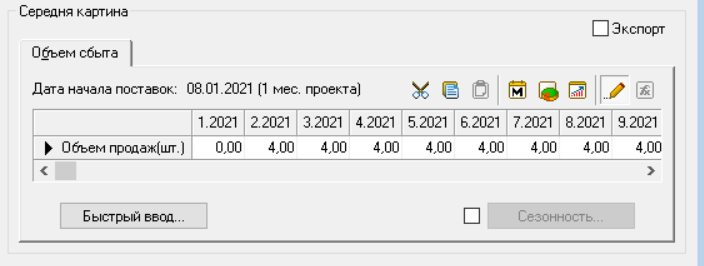 Середня картина
Экспорт
Объем сбыта
Дата начала поставок: 08.01.2021 (1 мес. проекта)
1.2021 2.2021 3.2021 4.2021 5.2021 6.2021 7.2021 8.2021 9.2021
Объем продаж(шт.) 0,00 4,00 4,00 4,00 4,00 4,00 4,00 4,00 4,00
Быстрый ввод...
Сезонность...